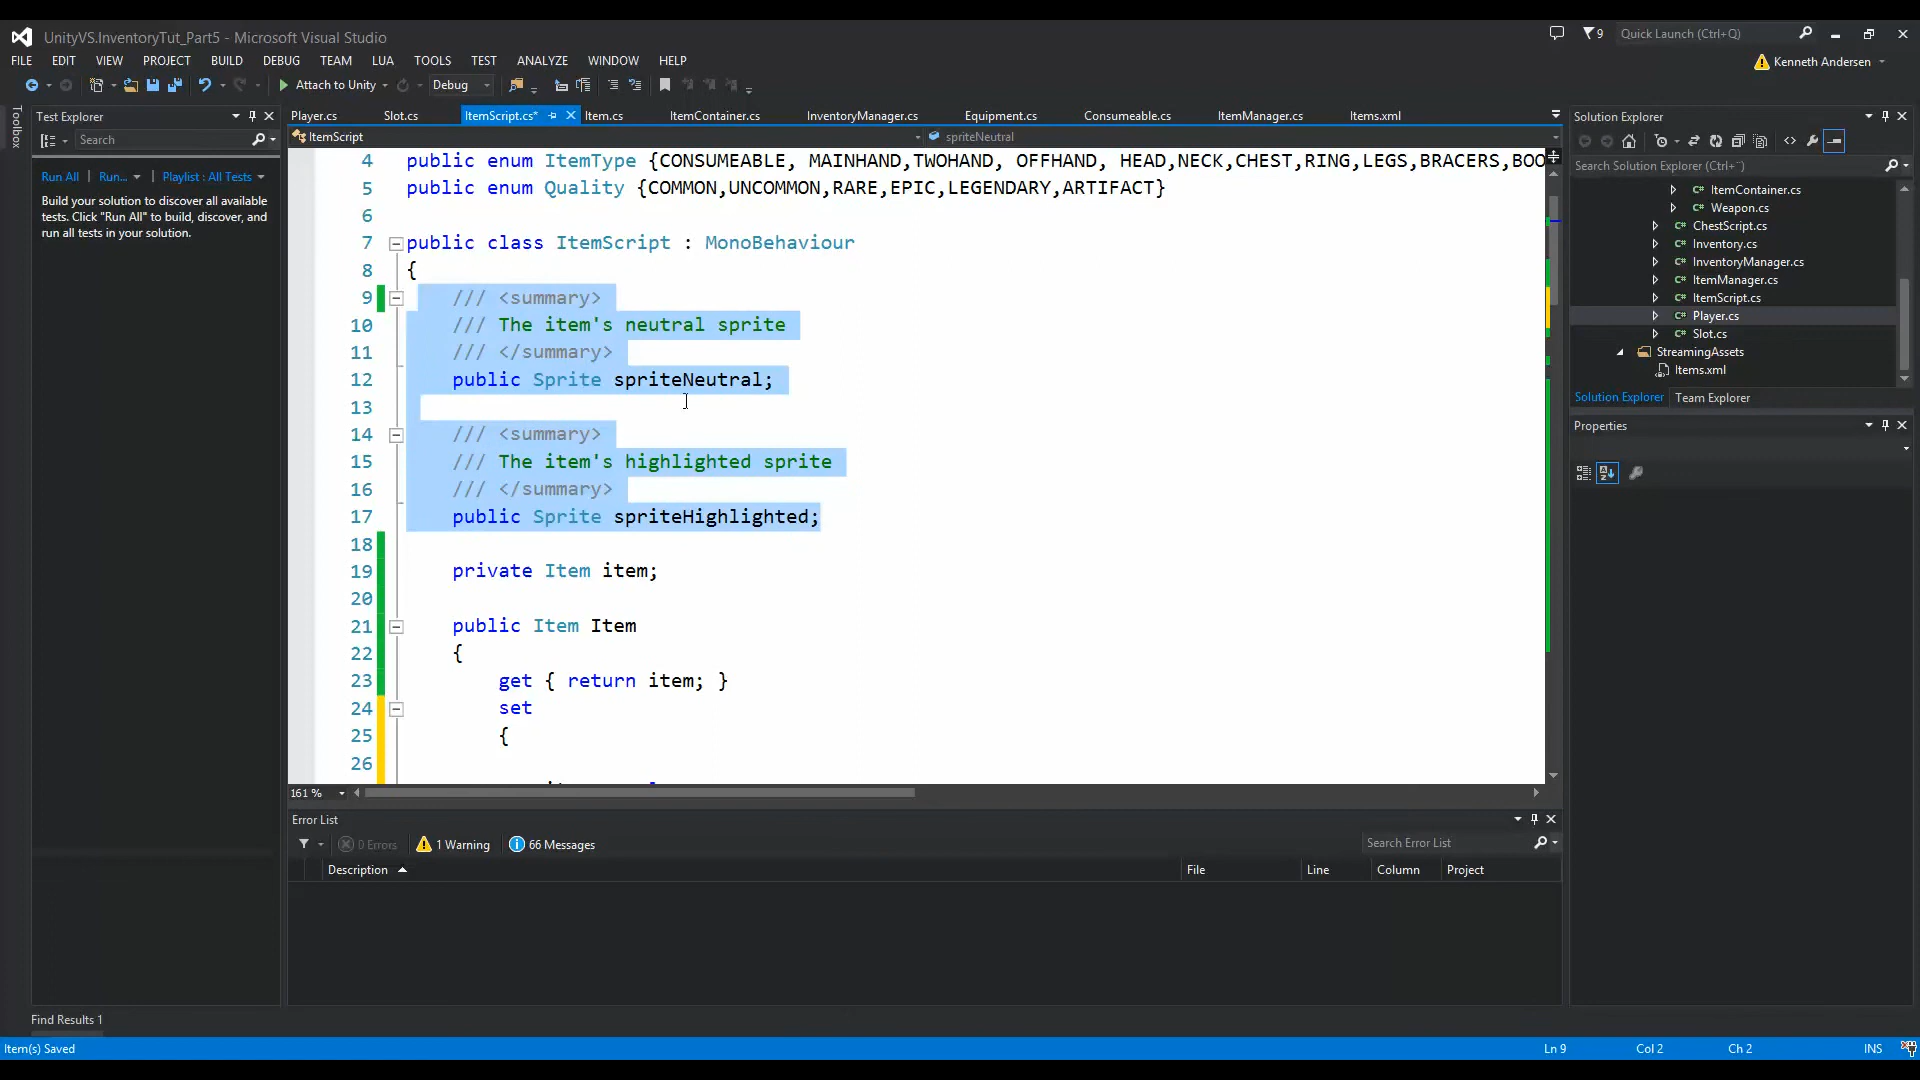 UnityVS.InventoryTut_Part5 - Microsoft Visual Studio
9
Quick Launch (Ctrl+Q)
FILE EDIT VIEW PROJECT BUILD DEBUG TEAM LUA TOOLS TEST ANALYZE WINDOW HELP
Kenneth Andersen
Attach to Unity
Debug
Toolbox
Test Explorer
Search
Run All | Run... | Playlist : All Tests
Build your solution to discover all available
tests. Click "Run All" to build, discover, and
run all tests in your solution.
Player.cs Slot.cs ItemScript.cs* Item.cs ItemContainer.cs InventoryManager.cs Equipment.cs Consumeable.cs ItemManager.cs Items.xml
ItemScript
spriteNeutral
4 public enum ItemType {CONSUMEABLE, MAINHAND,TWOHAND, OFFHAND, HEAD,NECK,CHEST,RING,LEGS,BRACERS,BOO
5 public enum Quality {COMMON,UNCOMMON,RARE,EPIC,LEGENDARY,ARTIFACT}
6
7 public class ItemScript : MonoBehaviour
8 {
9 /// <summary>
10 /// The item's neutral sprite
11 /// </summary>
12 public Sprite spriteNeutral;
13
14 /// <summary>
15 /// The item's highlighted sprite
16 /// </summary>
17 public Sprite spriteHighlighted;
18
19 private Item item;
20
21 public Item Item
22 {
23 get { return item; }
24 set
25 {
26
161 %
Error List
0 Errors
1 Warning
66 Messages
Search Error List
Description File Line Column Project
Find Results 1
Solution Explorer
Search Solution Explorer (Ctrl+¨)
ItemContainer.cs
Weapon.cs
ChestScript.cs
Inventory.cs
InventoryManager.cs
ItemManager.cs
ItemScript.cs
Player.cs
Slot.cs
StreamingAssets
Items.xml
Solution Explorer Team Explorer
Properties
Item(s) Saved
Ln 9 Col 2 Ch 2 INS